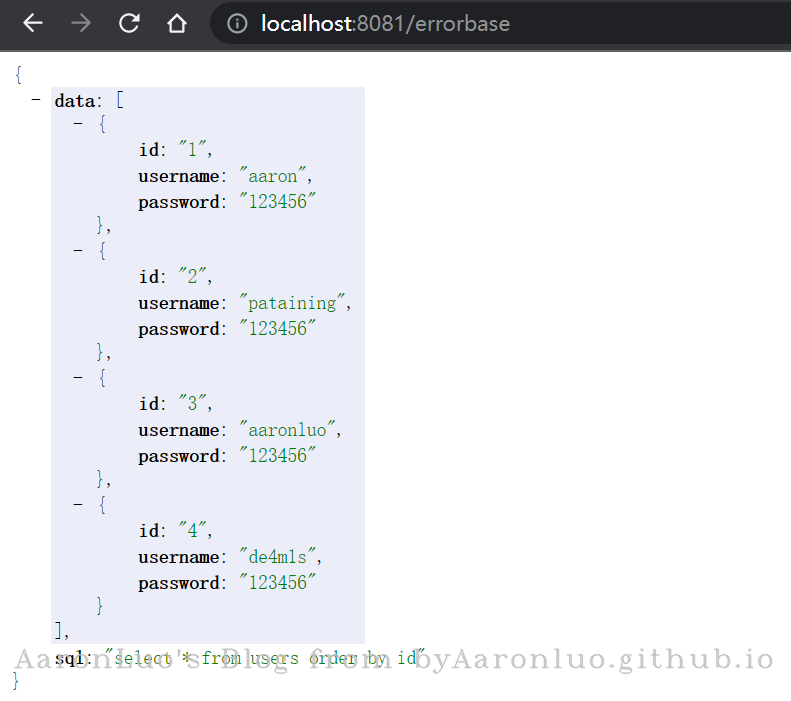 localhost:8081/errorbase
{
- data: [
- {
id: "1",
username: "aaron",
password: "123456"
},
- {
id: "2",
username: "pataining",
password: "123456"
},
- {
id: "3",
username: "aaronluo",
password: "123456"
},
- {
id: "4",
username: "de4mls",
password: "123456"
}
],
sql: "select * from users order by id"
AaronLuo's Blog from byAaronluo.github.io
}